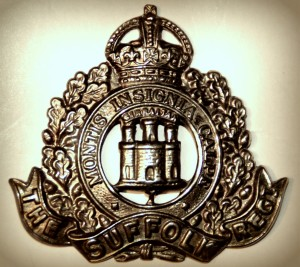 MONTIS INSIGNIA CALPE
THE SUFFOLK REGT